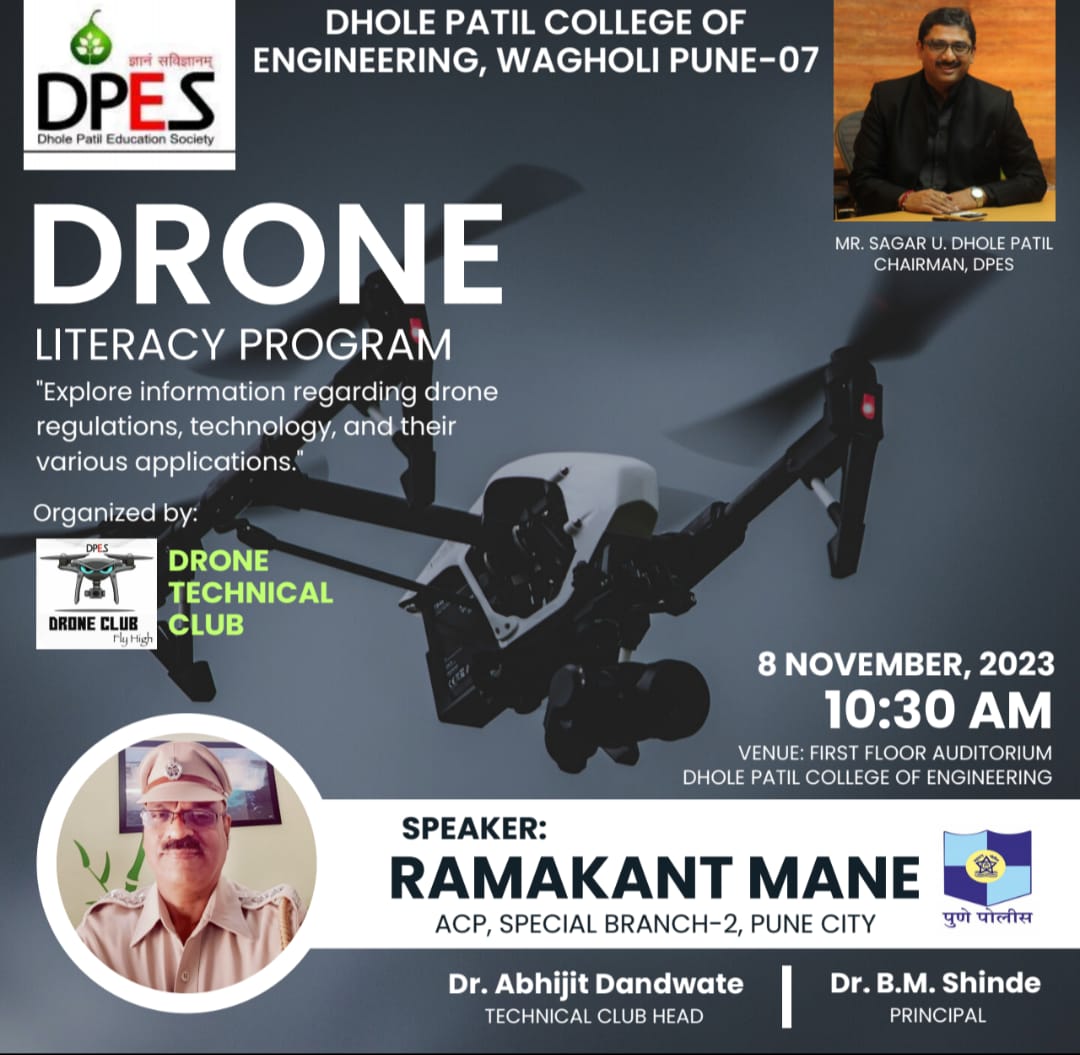 ज्ञानं सविज्ञानम्
DPES
Dhole Patil Education Society
DHOLE PATIL COLLEGE OF
ENGINEERING, WAGHOLI PUNE-07
MR. SAGAR U. DHOLE PATIL
CHAIRMAN, DPES
DRONE
LITERACY PROGRAM
"Explore information regarding drone
regulations, technology, and their
various applications."
Organized by:
DPES
DRONE CLUB
Fly High
DRONE
TECHNICAL
CLUB
8 NOVEMBER, 2023
10:30 AM
VENUE: FIRST FLOOR AUDITORIUM
DHOLE PATIL COLLEGE OF ENGINEERING
SPEAKER:
RAMAKANT MANE
ACP, SPECIAL BRANCH-2, PUNE CITY
पुणे पोलीस
Dr. Abhijit Dandwate
TECHNICAL CLUB HEAD
Dr. B.M. Shinde
PRINCIPAL